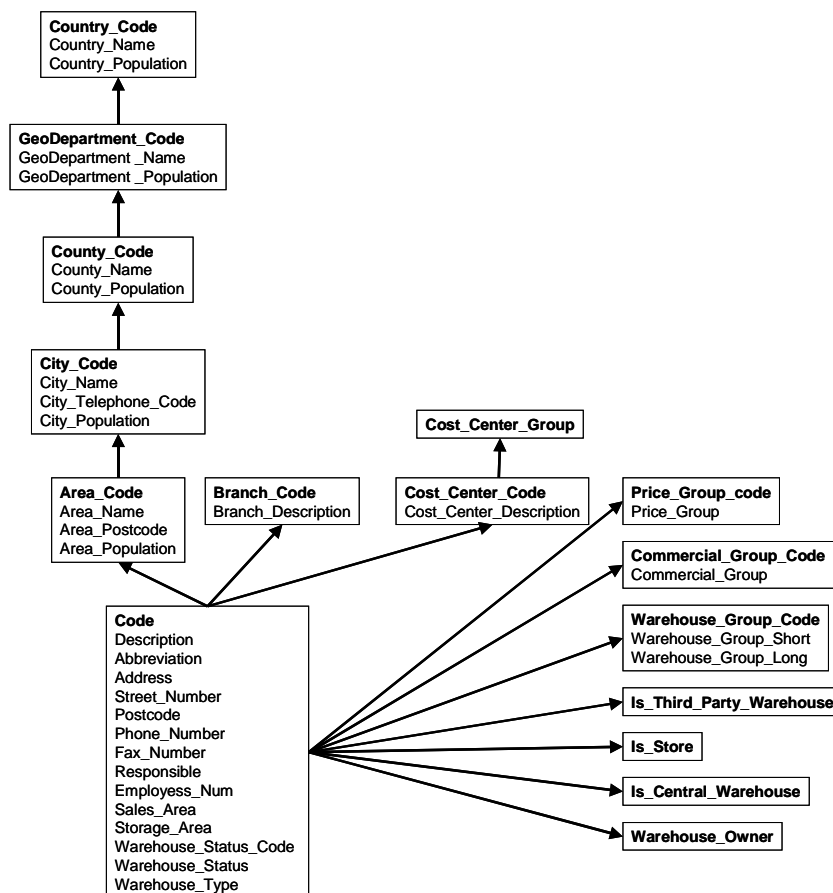 Country_Code
Country_Name
Country_Population
GeoDepartment_Code
GeoDepartment _Name
GeoDepartment _Population
County_Code
County_Name
County_Population
City_Code
City_Name
City_Telephone_Code
City_Population
Cost_Center_Group
Area_Code
Area_Name
Area_Postcode
Area_Population
Branch_Code
Branch_Description
Cost_Center_Code
Cost_Center_Description
Price_Group_code
Price_Group
Commercial_Group_Code
Commercial_Group
Warehouse_Group_Code
Warehouse_Group_Short
Warehouse_Group_Long
Is_Third_Party_Warehouse
Is_Store
Is_Central_Warehouse
Warehouse_Owner
Code
Description
Abbreviation
Address
Street_Number
Postcode
Phone_Number
Fax_Number
Responsible
Employess_Num
Sales_Area
Storage_Area
Warehouse_Status_Code
Warehouse_Status
Warehouse_Type